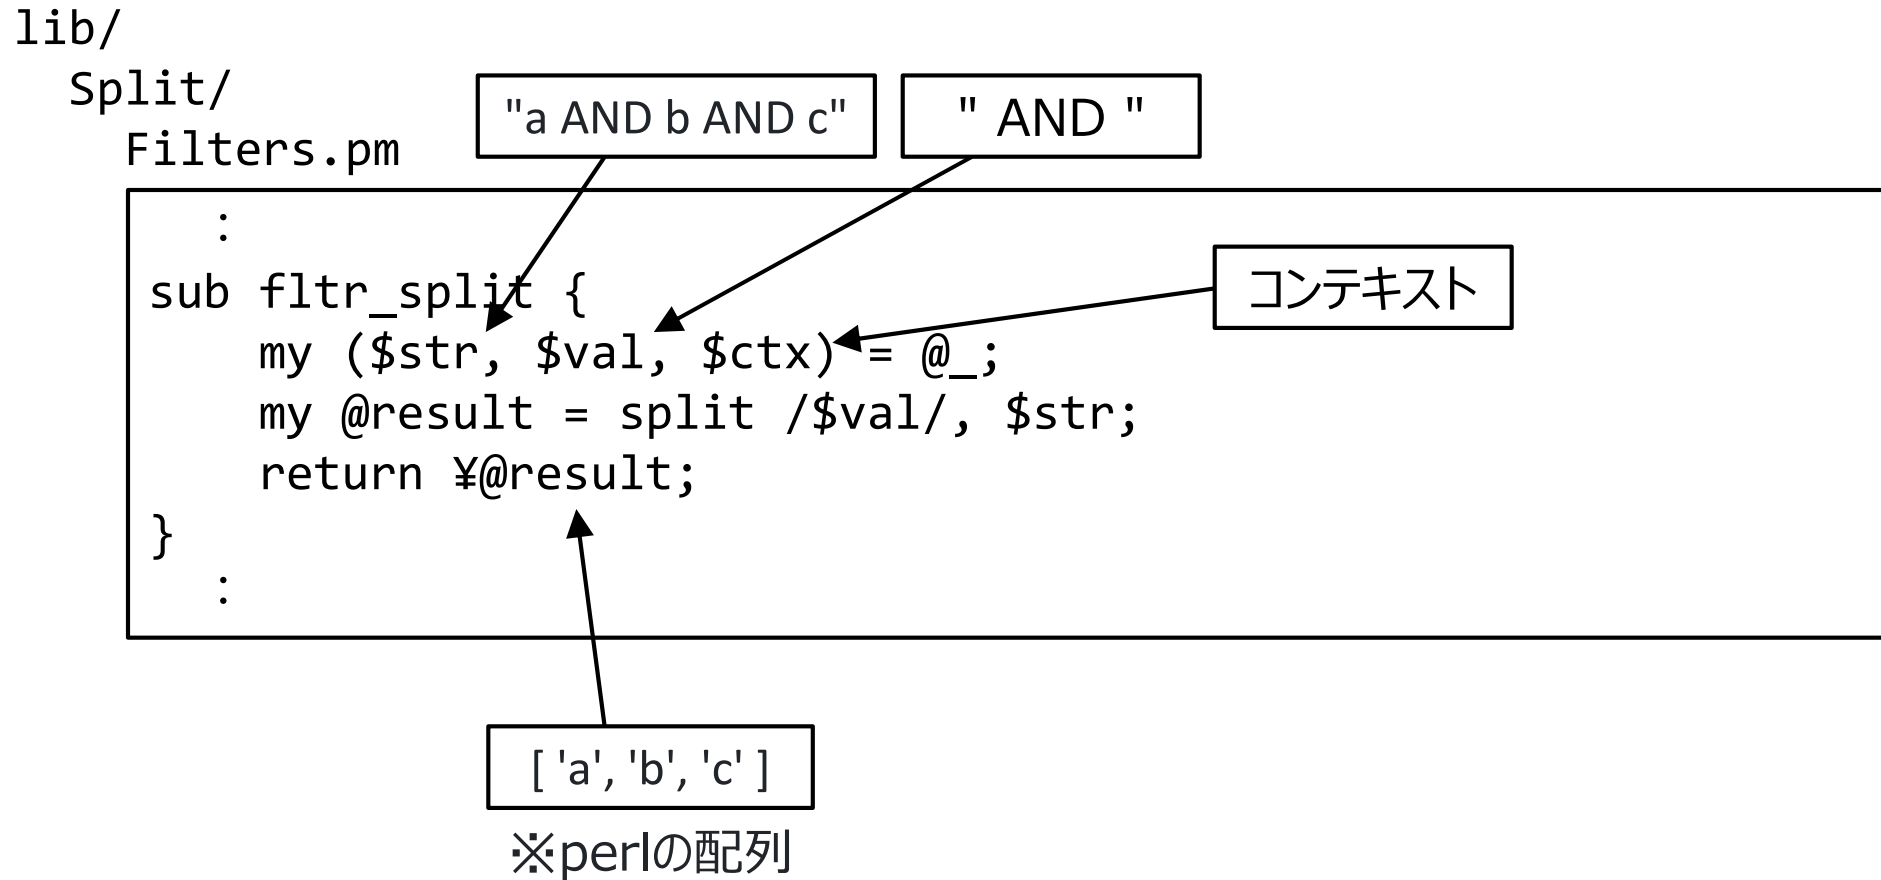 lib/
Split/
"a AND b AND c"
" AND "
Filters.pm
:
sub fltr_split {
コンテキスト
my ($str, $val, $ctx) = @_;
my @result = split /$val/, $str;
return ¥@result;
}
:
[ 'a', 'b', 'c' ]
※perlの配列